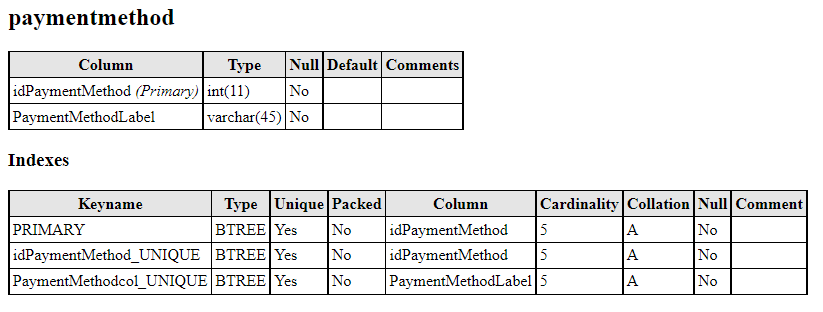 paymentmethod
Column Type Null Default Comments
idPaymentMethod (Primary) int(11) No
PaymentMethodLabel varchar(45) No
Indexes
Keyname Type Unique Packed Column Cardinality Collation Null Comment
PRIMARY BTREE Yes No idPaymentMethod 5 A No
idPaymentMethod_UNIQUE BTREE Yes No idPaymentMethod 5 A No
PaymentMethodcol_UNIQUE BTREE Yes No PaymentMethodLabel 5 A No